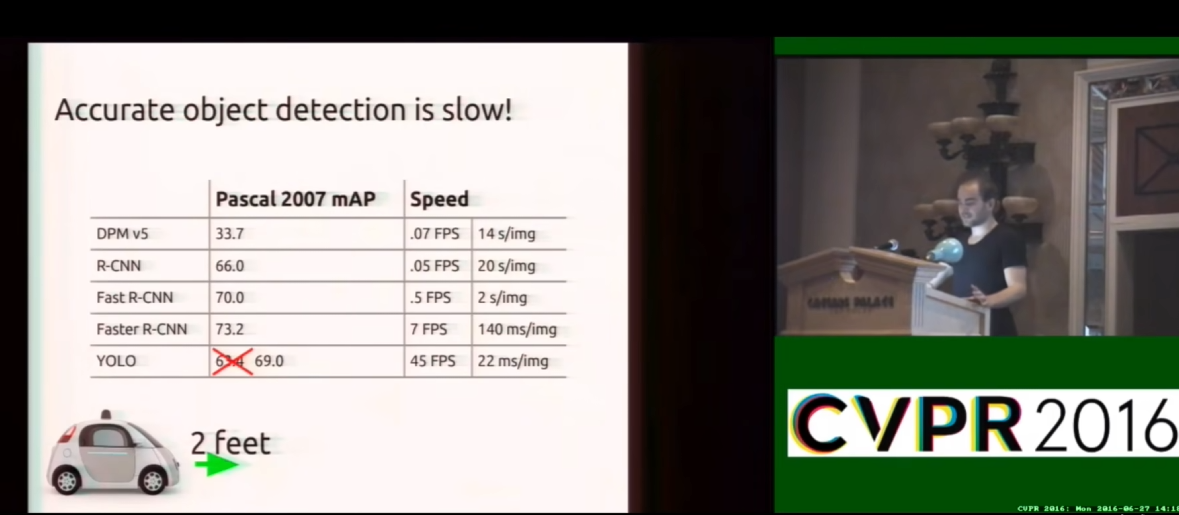 Accurate object detection is slow!
Pascal 2007 mAP Speed
DPM v5 33.7 .07 FPS 14 s/img
R-CNN 66.0 .05 FPS 20 s/img
Fast R-CNN 70.0 .5 FPS 2 s/img
Faster R-CNN 73.2 7 FPS 140 ms/img
YOLO 63.4 69.0 45 FPS 22 ms/img
2 feet
CAESARS PALACE
CVPR 2016
CVPR 2016: Mon 2016-06-27 14:18